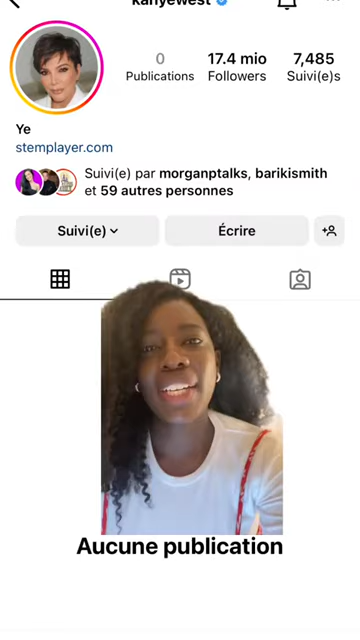 kanyewest
0
17.4 mio
7,485
Publications
Followers
Suivi(e)s
Ye
stemplayer.com
Suivi(e) par morganptalks, barikismith
et 59 autres personnes
Suivi(e)
Écrire
Aucune publication